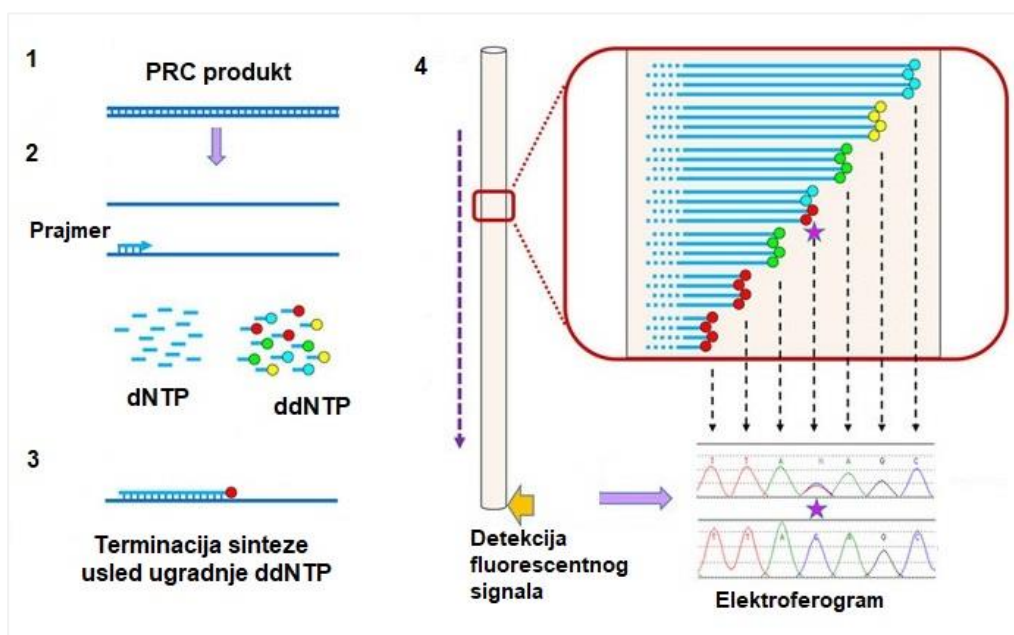 1
PRC produkt
2
Prajmer
dNTP
ddNTP
3
Terminacija sinteze
usled ugradnje ddNTP
4
Detekcija
fluorescentnog
signala
T T A N A G C
T T A C G C
Elektroferogram